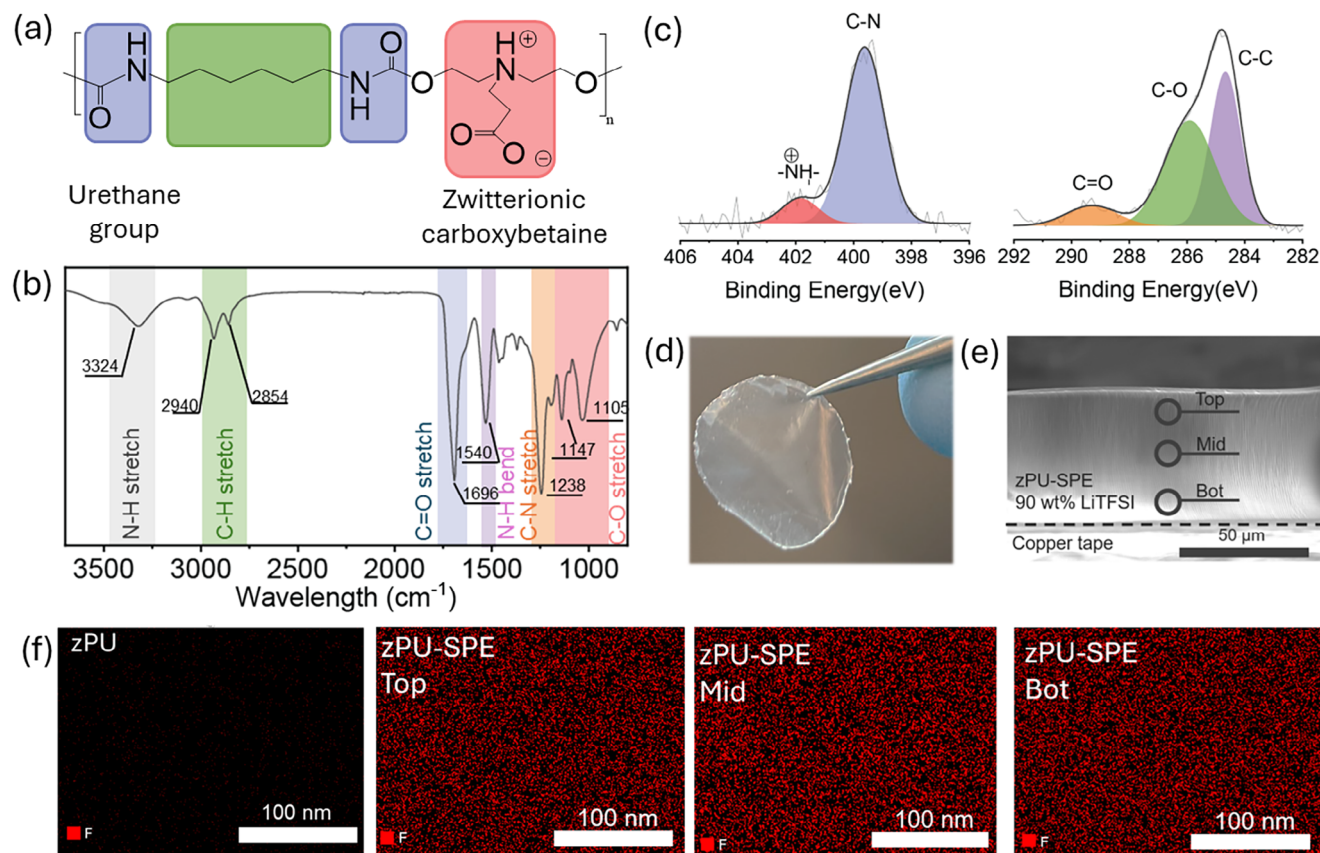 (a)
H
N
O
O
N
H
O
H
⊕
N
O
O
⊖
O
n
Urethane
group
Zwitterionic
carboxybetaine
(b)
3324
2940
2854
1696
1540
1238
1147
1105
N-H stretch
C-H stretch
C=O stretch
N-H bend
C-N stretch
C-O stretch
3500 3000 2500 2000 1500 1000
Wavelength (cm⁻¹)
(c)
C-N
⊕
-NH-
406 404 402 400 398 396
Binding Energy(eV)
C-C
C-O
C=O
292 290 288 286 284 282
Binding Energy(eV)
(d)
(e)
Top
Mid
Bot
zPU-SPE
90 wt% LiTFSI
Copper tape
50 µm
(f)
zPU
100 nm
F
zPU-SPE
Top
100 nm
F
zPU-SPE
Mid
100 nm
F
zPU-SPE
Bot
100 nm
F